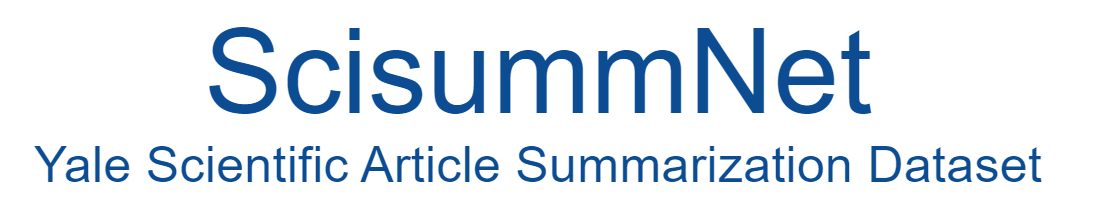 ScisummNet
Yale Scientific Article Summarization Dataset